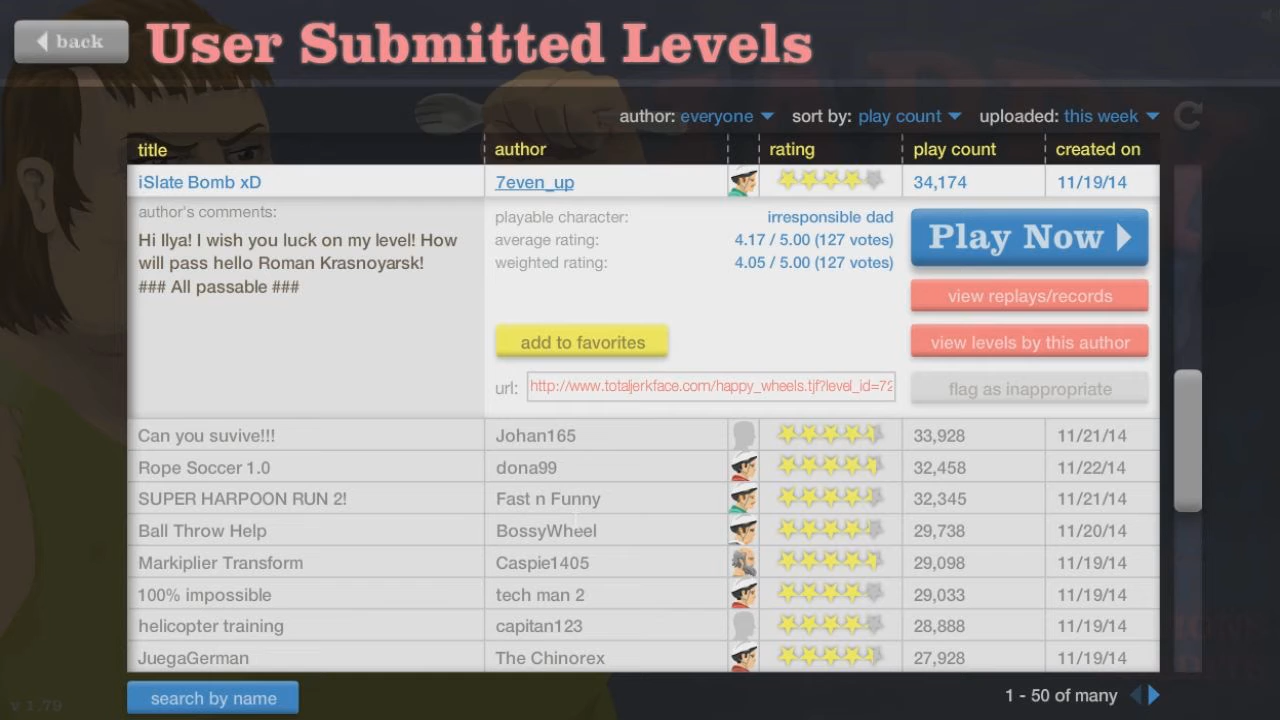 back
User Submitted Levels
author: everyone sort by: play count uploaded: this week
title author rating play count created on
iSlate Bomb xD 7even_up 34,174 11/19/14
author's comments:
Hi Ilya! I wish you luck on my level! How
will pass hello Roman Krasnoyarsk!
### All passable ###
playable character: irresponsible dad
average rating: 4.17 / 5.00 (127 votes)
weighted rating: 4.05 / 5.00 (127 votes)
add to favorites
url: http://www.totaljerkface.com/happy_wheels.tjf?level_id=72
Play Now
view replays/records
view levels by this author
flag as inappropriate
Can you suvive!!! Johan165 33,928 11/21/14
Rope Soccer 1.0 dona99 32,458 11/22/14
SUPER HARPOON RUN 2! Fast n Funny 32,345 11/21/14
Ball Throw Help BossyWheel 29,738 11/20/14
Markiplier Transform Caspie1405 29,098 11/19/14
100% impossible tech man 2 29,033 11/19/14
helicopter training capitan123 28,888 11/19/14
JuegaGerman The Chinorex 27,928 11/19/14
search by name
1 - 50 of many
v 1.79